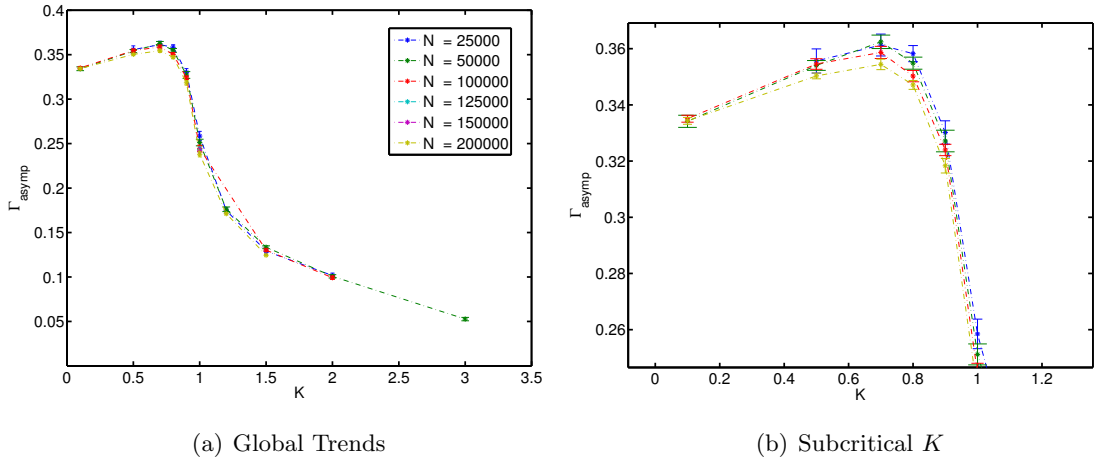 0.4
0.35
0.3
0.25
0.2
0.15
0.1
0.05
Γasymp
0 0.5 1 1.5 2 2.5 3 3.5
K
N = 25000
N = 50000
N = 100000
N = 125000
N = 150000
N = 200000
(a) Global Trends
0.36
0.34
0.32
0.3
0.28
0.26
Γasymp
0 0.2 0.4 0.6 0.8 1 1.2
K
(b) Subcritical K